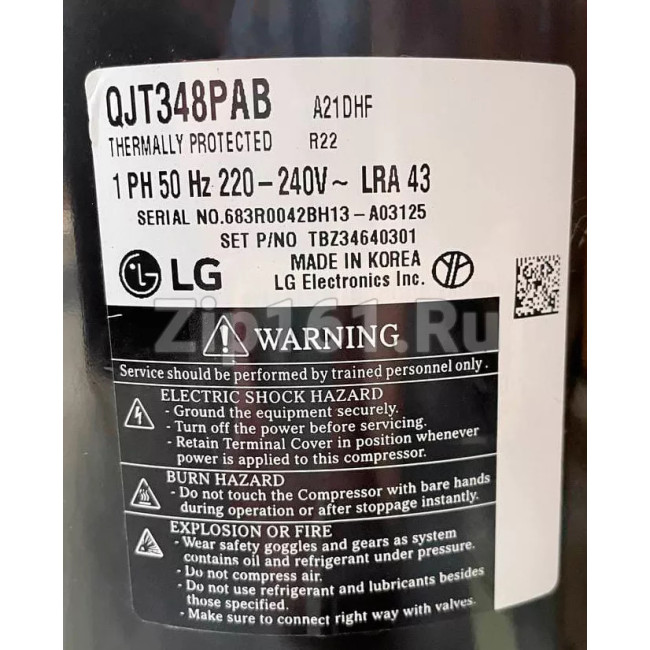 QJT348PAB A21DHF
THERMALLY PROTECTED R22
1 PH 50 Hz 220-240V~ LRA 43
SERIAL NO.683R0042BH13-A03125
SET P/N TBZ34640301
LG MADE IN KOREA
LG Electronics Inc.
Zip161.Ru
WARNING
Service should be performed by trained personnel only.
ELECTRIC SHOCK HAZARD
- Ground the equipment securely.
- Turn off the power before servicing.
- Retain Terminal Cover in position whenever
power is applied to this compressor.
BURN HAZARD
- Do not touch the Compressor with bare hands
during operation or after stoppage instantly.
EXPLOSION OR FIRE
- Wear safety goggles and gears as system
contains oil and refrigerant under pressure.
- Do not compress air.
- Do not use refrigerant and lubricants besides
those specified.
- Make sure to connect right way with valves.